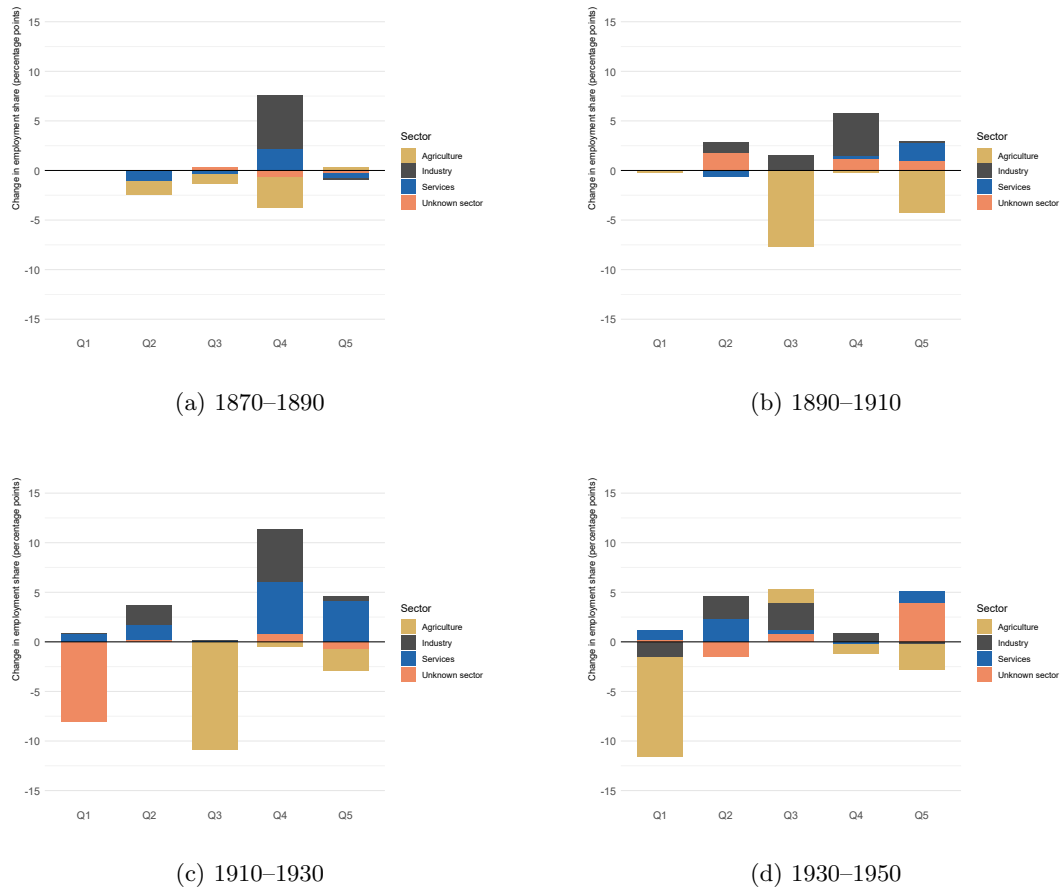 Change in employment share (percentage points)
15
10
5
0
-5
-10
-15
Q1 Q2 Q3 Q4 Q5
Sector
Agriculture
Industry
Services
Unknown sector
(a) 1870–1890
Change in employment share (percentage points)
15
10
5
0
-5
-10
-15
Q1 Q2 Q3 Q4 Q5
Sector
Agriculture
Industry
Services
Unknown sector
(b) 1890–1910
Change in employment share (percentage points)
15
10
5
0
-5
-10
-15
Q1 Q2 Q3 Q4 Q5
Sector
Agriculture
Industry
Services
Unknown sector
(c) 1910–1930
Change in employment share (percentage points)
15
10
5
0
-5
-10
-15
Q1 Q2 Q3 Q4 Q5
Sector
Agriculture
Industry
Services
Unknown sector
(d) 1930–1950